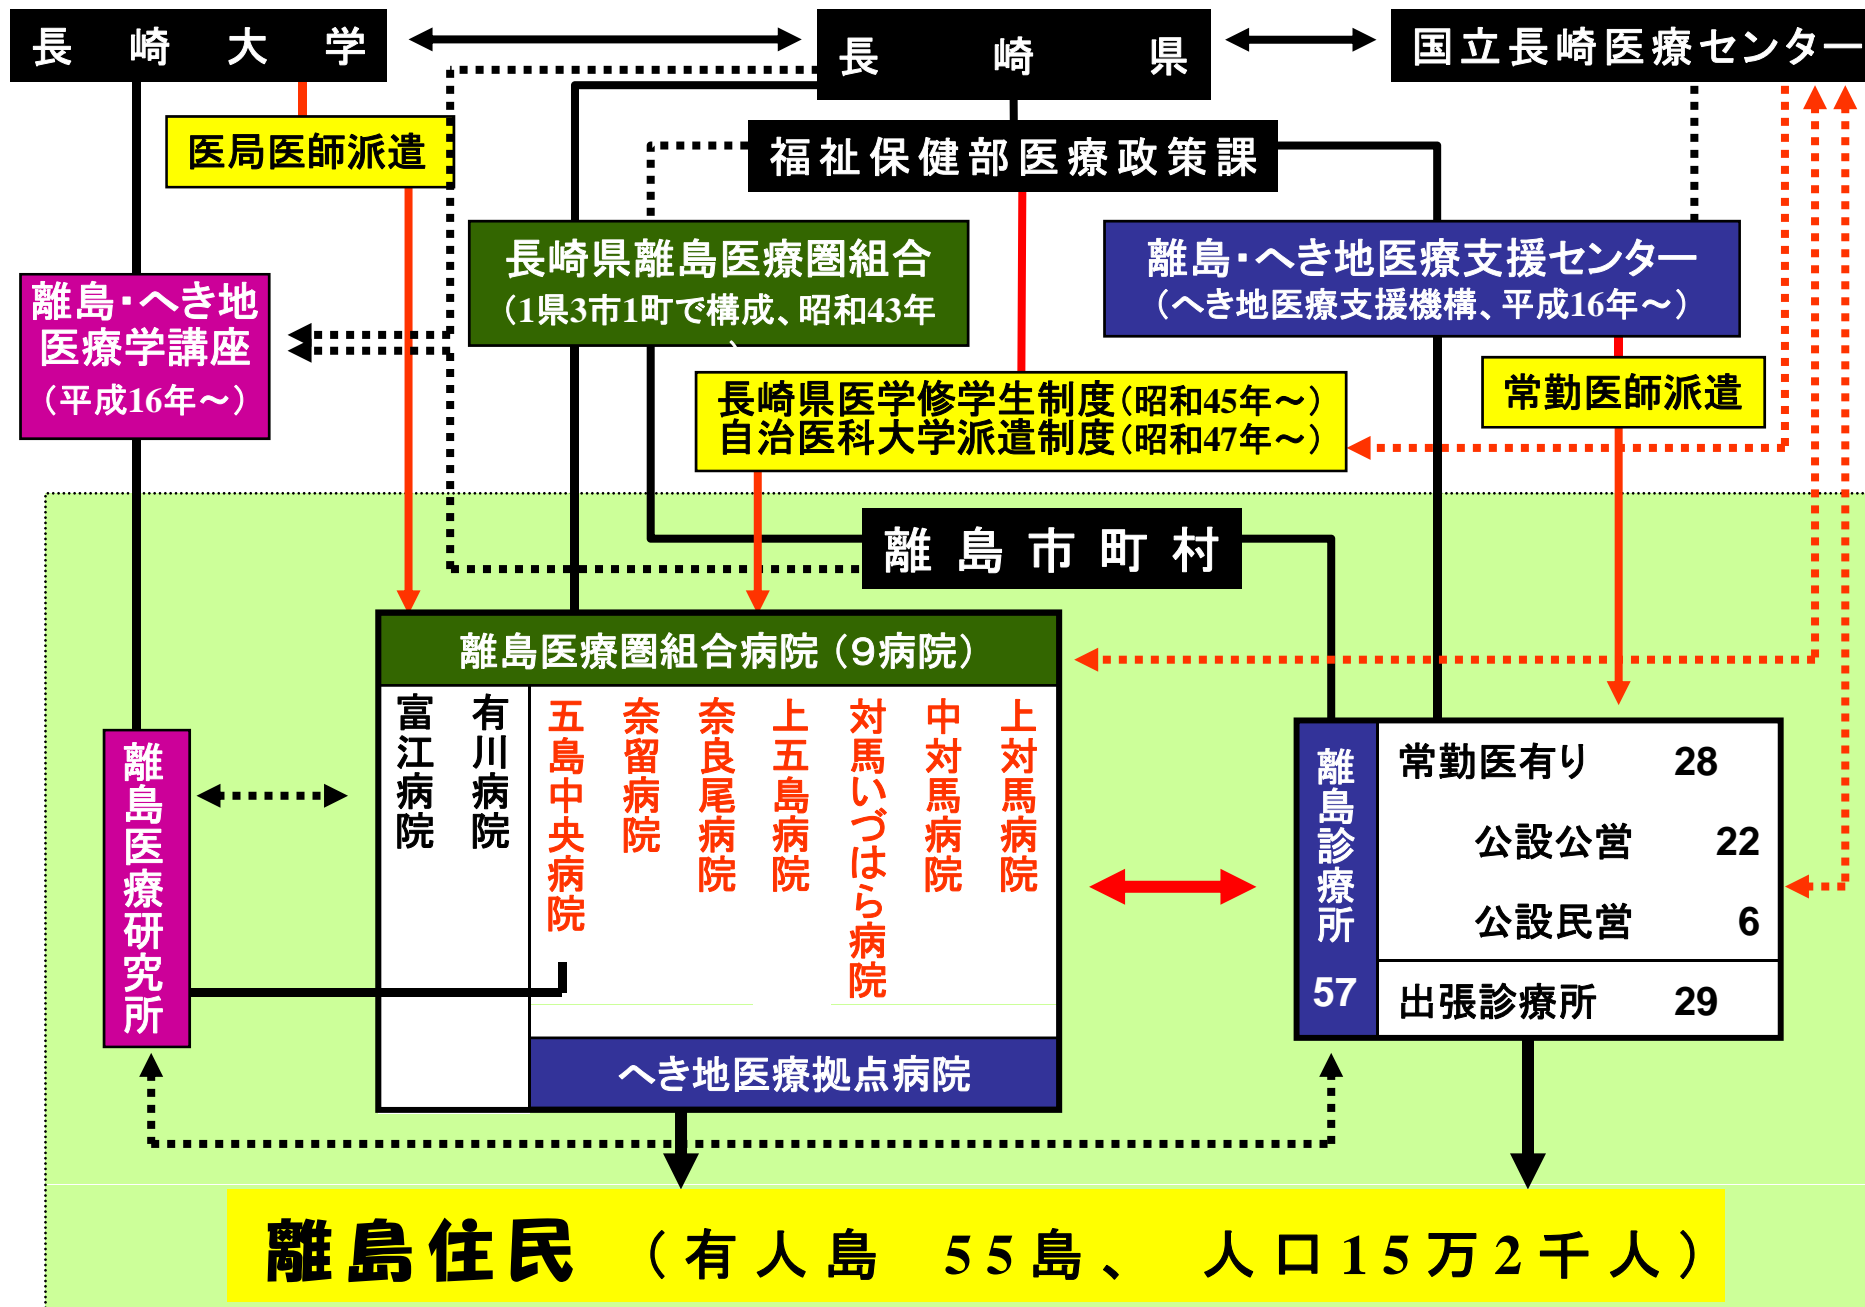 長崎大学
長崎県
国立長崎医療センター
医局医師派遣
福祉保健部医療政策課
長崎県離島医療圏組合
（1県3市1町で構成、昭和43年
、
離島・へき地医療支援センター
（へき地医療支援機構、平成16年～）
離島・へき地
医療学講座
（平成16年～）
長崎県医学修学生制度（昭和45年～）
自治医科大学派遣制度（昭和47年～）
常勤医師派遣
離島市町村
離島医療圏組合病院（９病院）
富江病院
有川病院
五島中央病院
奈留病院
奈良尾病院
上五島病院
対馬いづはら病院
中対馬病院
上対馬病院
へき地医療拠点病院
離島医療研究所
離島診療所
57
常勤医有り 28
公設公営 22
公設民営 6
出張診療所 29
離島住民（有人島 55島、 人口15万2千人）